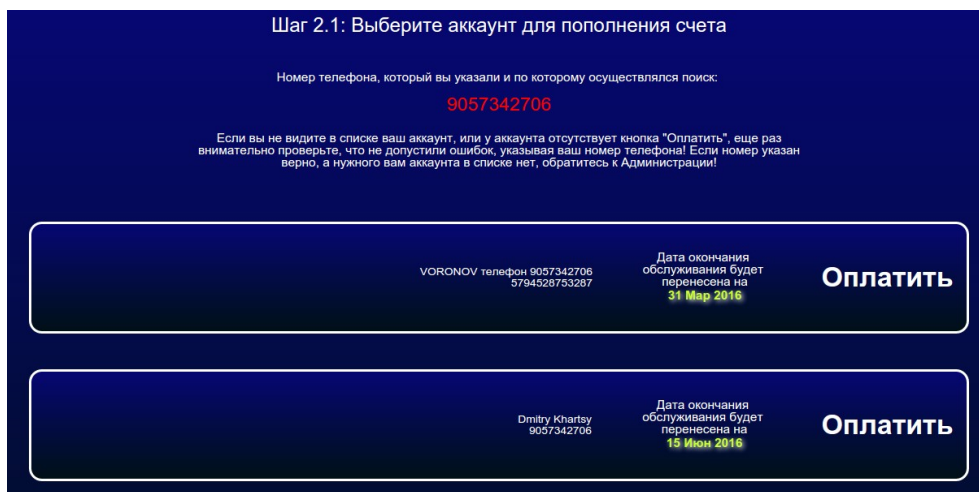 Шаг 2.1: Выберите аккаунт для пополнения счета
Номер телефона, который вы указали и по которому осуществлялся поиск:
9057342706
Если вы не видите в списке ваш аккаунт, или у аккаунта отсутствует кнопка "Оплатить", еще раз
внимательно проверьте, что не допустили ошибок, указывая ваш номер телефона! Если номер указан
верно, а нужного вам аккаунта в списке нет, обратитесь к Администрации!
VORONOV телефон 9057342706
5794528753287
Дата окончания
обслуживания будет
перенесена на
31 Мар 2016
Оплатить
Dmitry Khartsy
9057342706
Дата окончания
обслуживания будет
перенесена на
15 Июн 2016
Оплатить